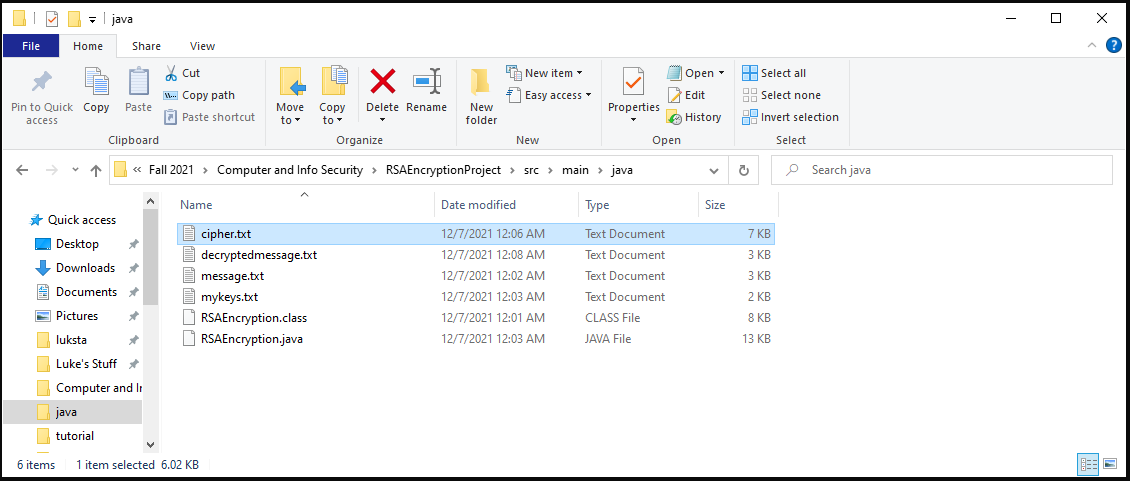 java
File Home Share View
Pin to Quick access
Copy
Paste
Cut
Copy path
Paste shortcut
Clipboard
Move to
Copy to
Delete
Rename
Organize
New folder
New item
Easy access
New
Properties
Open
Edit
History
Open
Select all
Select none
Invert selection
Select
« Fall 2021 > Computer and Info Security > RSAEncryptionProject > src > main > java
Search java
Name Date modified Type Size
cipher.txt 12/7/2021 12:06 AM Text Document 7 KB
decryptedmessage.txt 12/7/2021 12:08 AM Text Document 3 KB
message.txt 12/7/2021 12:02 AM Text Document 3 KB
mykeys.txt 12/7/2021 12:03 AM Text Document 2 KB
RSAEncryption.class 12/7/2021 12:01 AM CLASS File 8 KB
RSAEncryption.java 12/7/2021 12:03 AM JAVA File 13 KB
Quick access
Desktop
Downloads
Documents
Pictures
luksta
Luke's Stuff
Computer and In
java
tutorial
6 items 1 item selected 6.02 KB